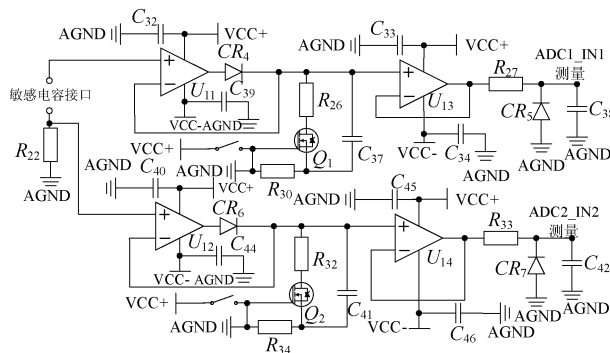 AGND C32 VCC+ AGND C33 VCC+ ADC1_IN1
测量
CR4 R27
敏感电容接口 U11 C39 U13
R26 CR5 C38
VCC- AGND
VCC+ Q1 C37 VCC- C34 AGND AGND
R22 AGND R30 AGND
AGND AGND C40 VCC+ AGND C45 VCC+ ADC2_IN2
测量
CR6 R33
U12 C44 U14
R32 CR7 C42
VCC- AGND
VCC+ Q2 C41 AGND AGND
AGND R34 VCC- C46 AGND